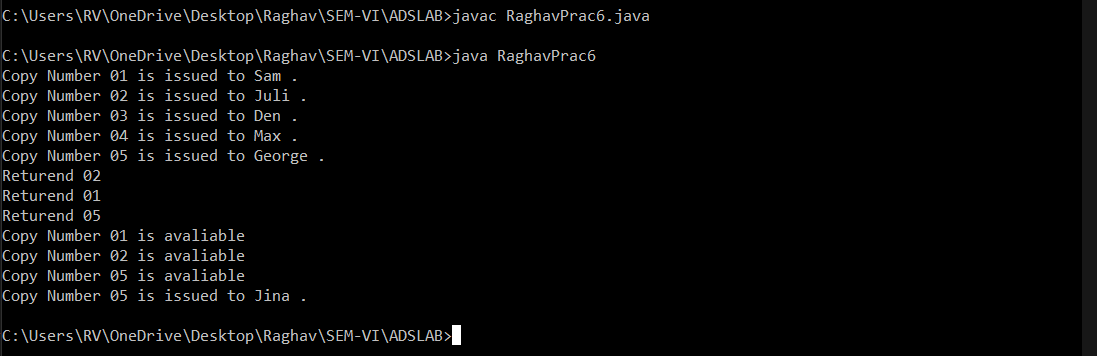 C:\Users\RV\OneDrive\Desktop\Raghav\SEM-VI\ADSLAB>javac RaghavPrac6.java
C:\Users\RV\OneDrive\Desktop\Raghav\SEM-VI\ADSLAB>java RaghavPrac6
Copy Number 01 is issued to Sam .
Copy Number 02 is issued to Juli .
Copy Number 03 is issued to Den .
Copy Number 04 is issued to Max .
Copy Number 05 is issued to George .
Returend 02
Returend 01
Returend 05
Copy Number 01 is avaliable
Copy Number 02 is avaliable
Copy Number 05 is avaliable
Copy Number 05 is issued to Jina .
C:\Users\RV\OneDrive\Desktop\Raghav\SEM-VI\ADSLAB>